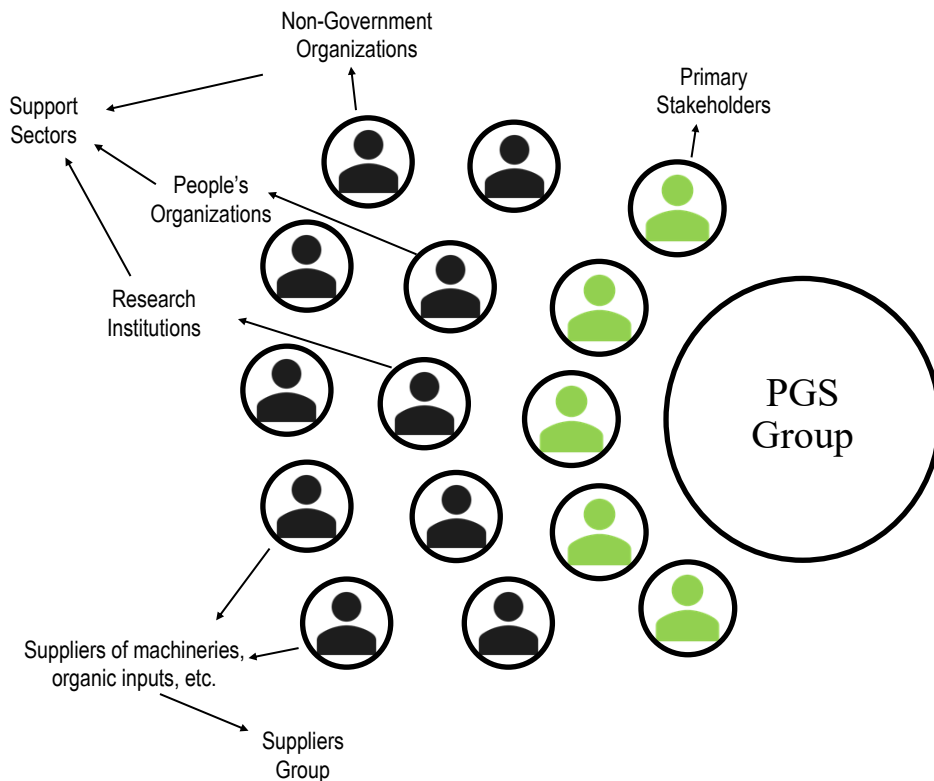 Non-Government
Organizations
Primary
Stakeholders
Support
Sectors
People's
Organizations
Research
Institutions
PGS
Group
Suppliers of machineries,
organic inputs, etc.
Suppliers
Group